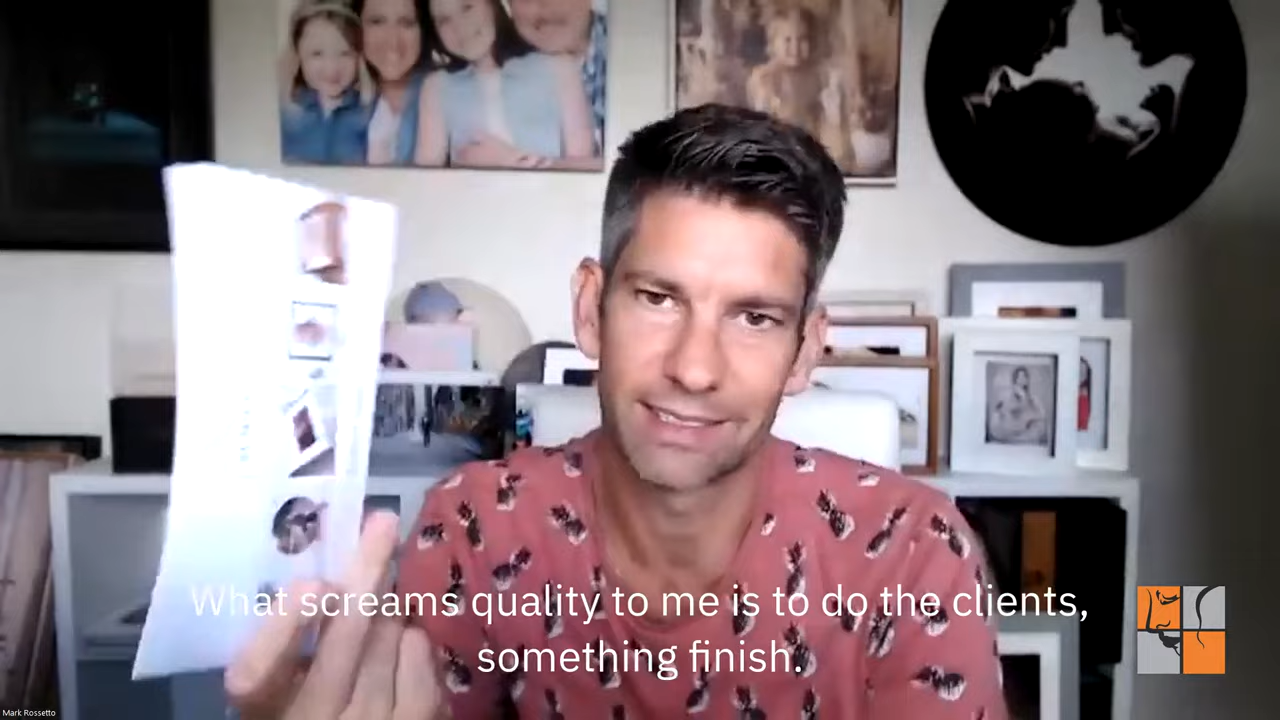 What screams quality to me is to do the clients,
something finish.
Mark Rossetto